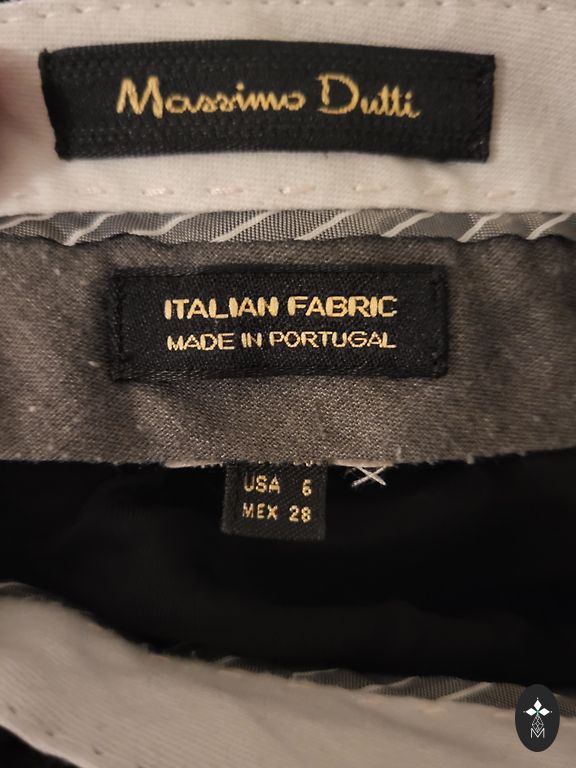 Massimo Dutti
ITALIAN FABRIC
MADE IN PORTUGAL
USA 6
MEX 28